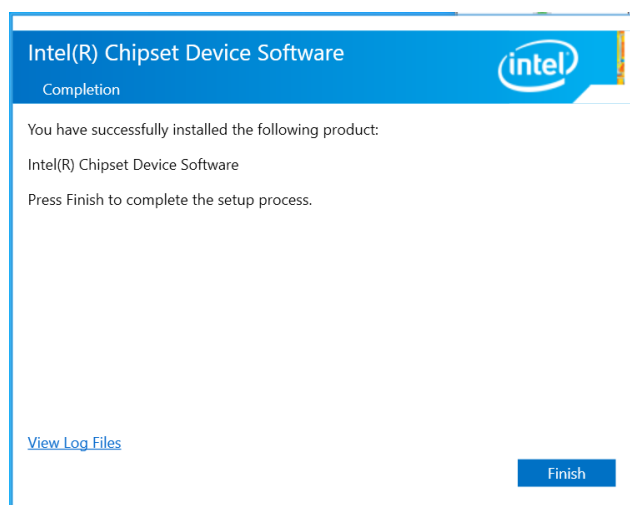 Intel(R) Chipset Device Software
intel
Completion
You have successfully installed the following product:
Intel(R) Chipset Device Software
Press Finish to complete the setup process.
View Log Files
Finish